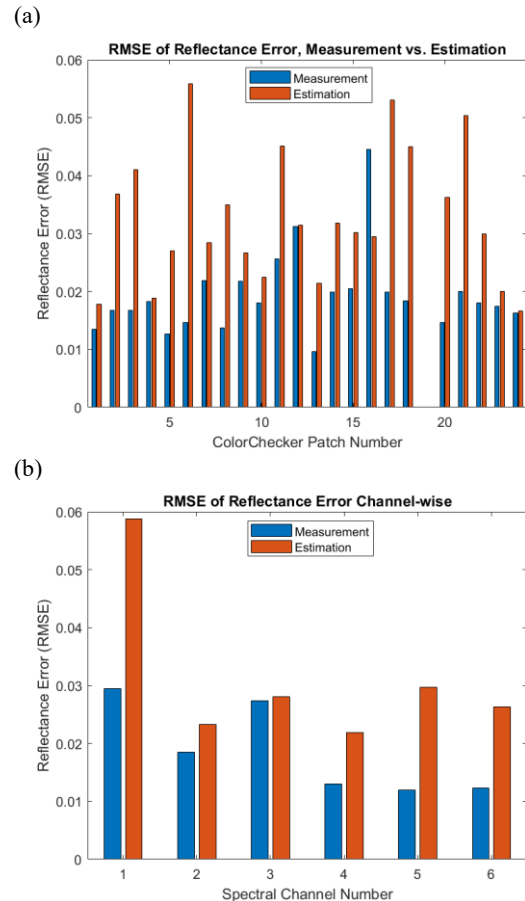 (a)
RMSE of Reflectance Error, Measurement vs. Estimation
0.06
Measurement
Estimation
0.05
0.04
0.03
0.02
0.01
0
Reflectance Error (RMSE)
5 10 15 20
ColorChecker Patch Number
(b)
RMSE of Reflectance Error Channel-wise
0.06
Measurement
Estimation
0.05
0.04
0.03
0.02
0.01
0
Reflectance Error (RMSE)
1 2 3 4 5 6
Spectral Channel Number